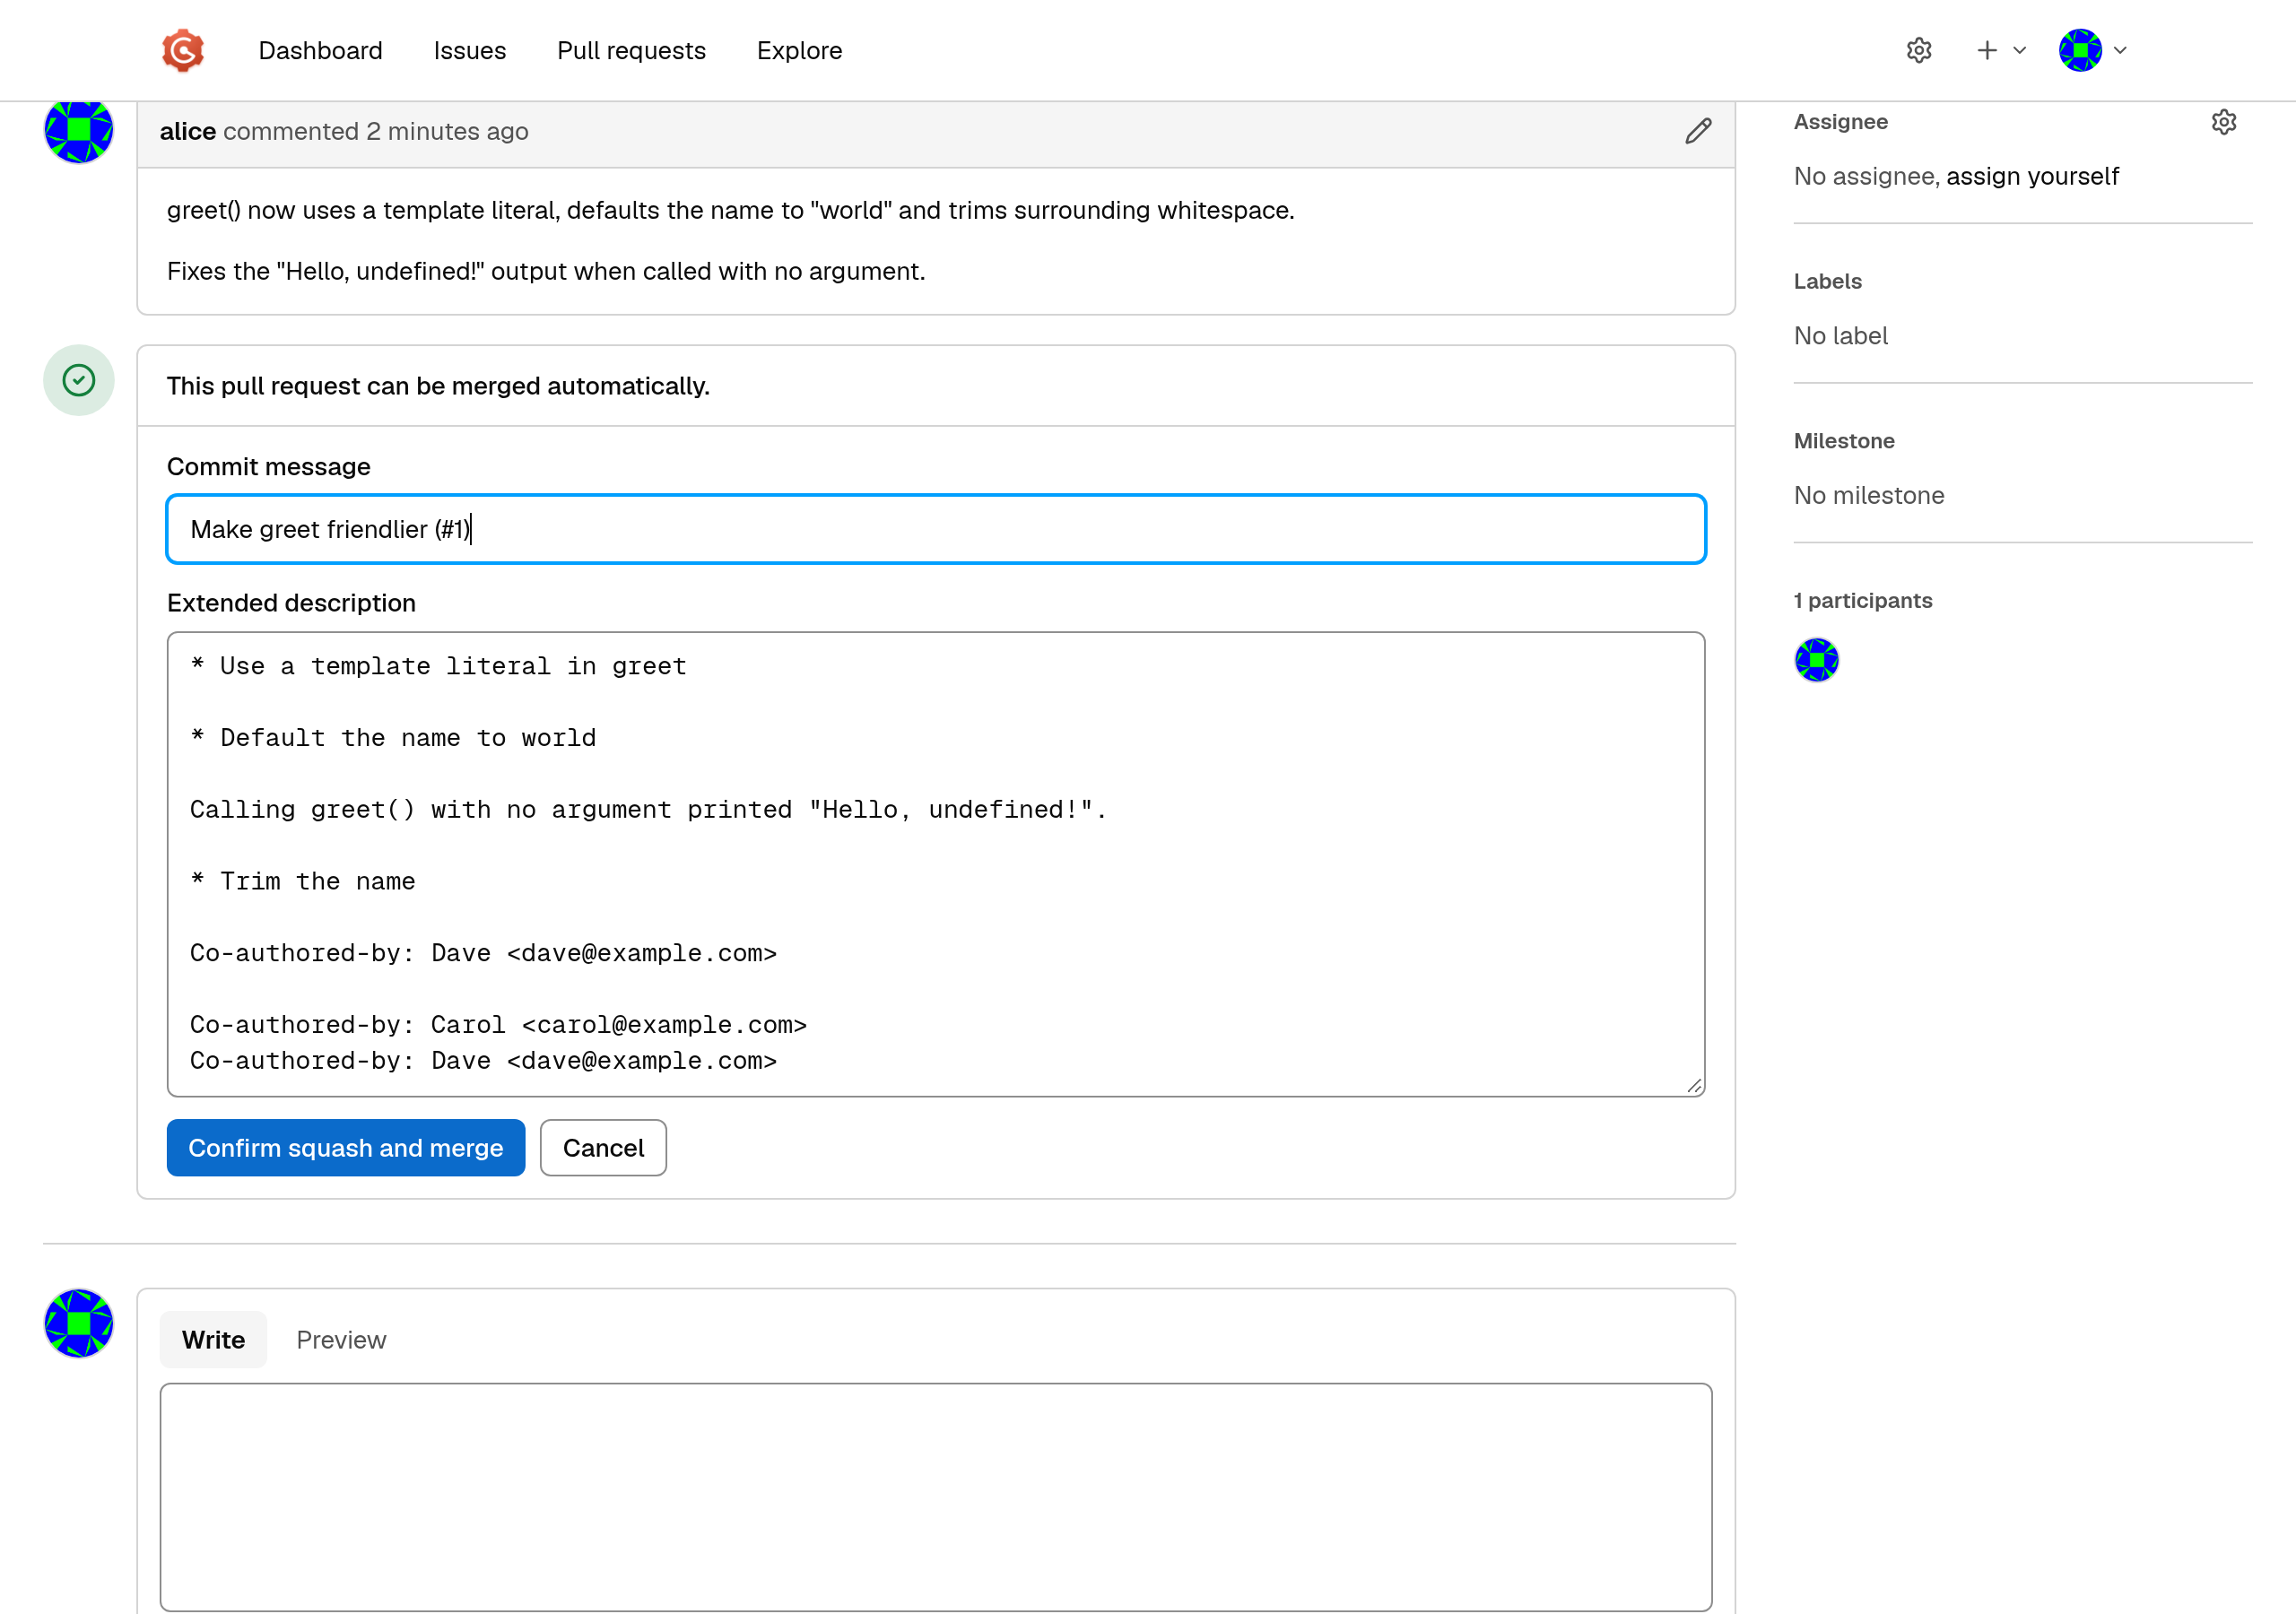 Dashboard Issues Pull requests Explore
alice commented 2 minutes ago
greet() now uses a template literal, defaults the name to "world" and trims surrounding whitespace.
Fixes the "Hello, undefined!" output when called with no argument.
This pull request can be merged automatically.
Commit message
Make greet friendlier (#1)
Extended description
* Use a template literal in greet
* Default the name to world
Calling greet() with no argument printed "Hello, undefined!".
* Trim the name
Co-authored-by: Dave <dave@example.com>
Co-authored-by: Carol <carol@example.com>
Co-authored-by: Dave <dave@example.com>
Confirm squash and merge Cancel
Write Preview
Assignee
No assignee, assign yourself
Labels
No label
Milestone
No milestone
1 participants